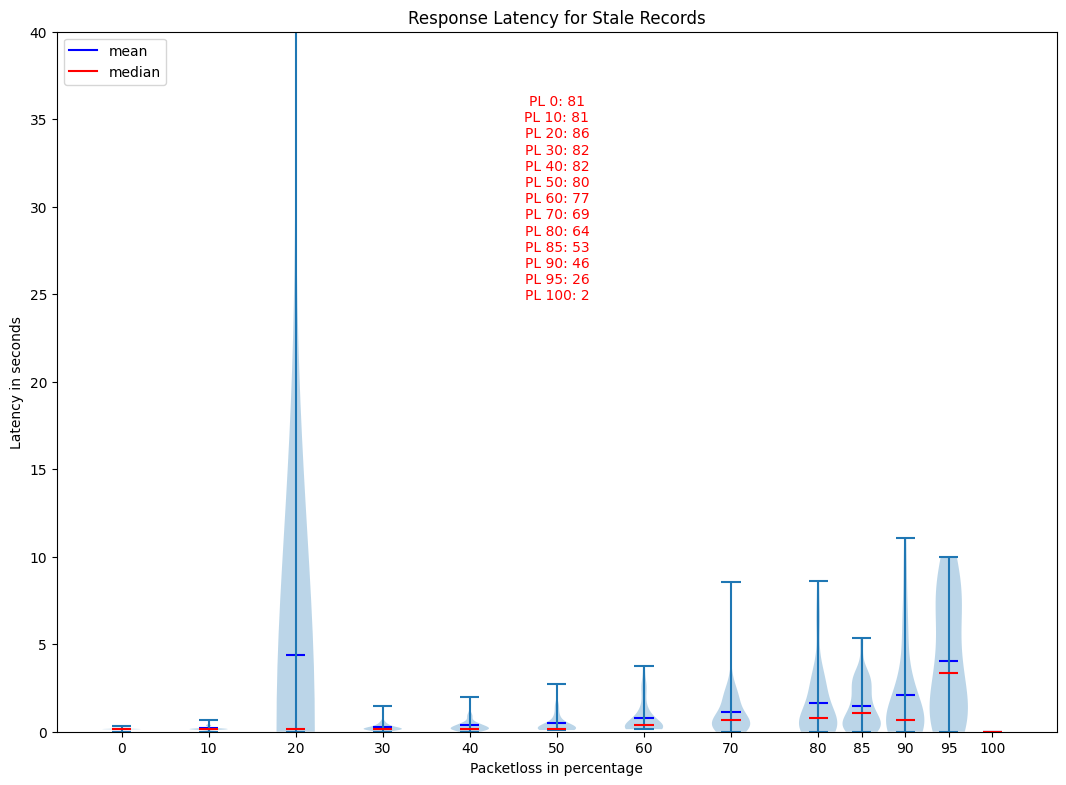 Response Latency for Stale Records
mean
median
PL 0: 81
PL 10: 81
PL 20: 86
PL 30: 82
PL 40: 82
PL 50: 80
PL 60: 77
PL 70: 69
PL 80: 64
PL 85: 53
PL 90: 46
PL 95: 26
PL 100: 2
40
35
30
25
20
15
10
5
0
Latency in seconds
0 10 20 30 40 50 60 70 80 85 90 95 100
Packetloss in percentage